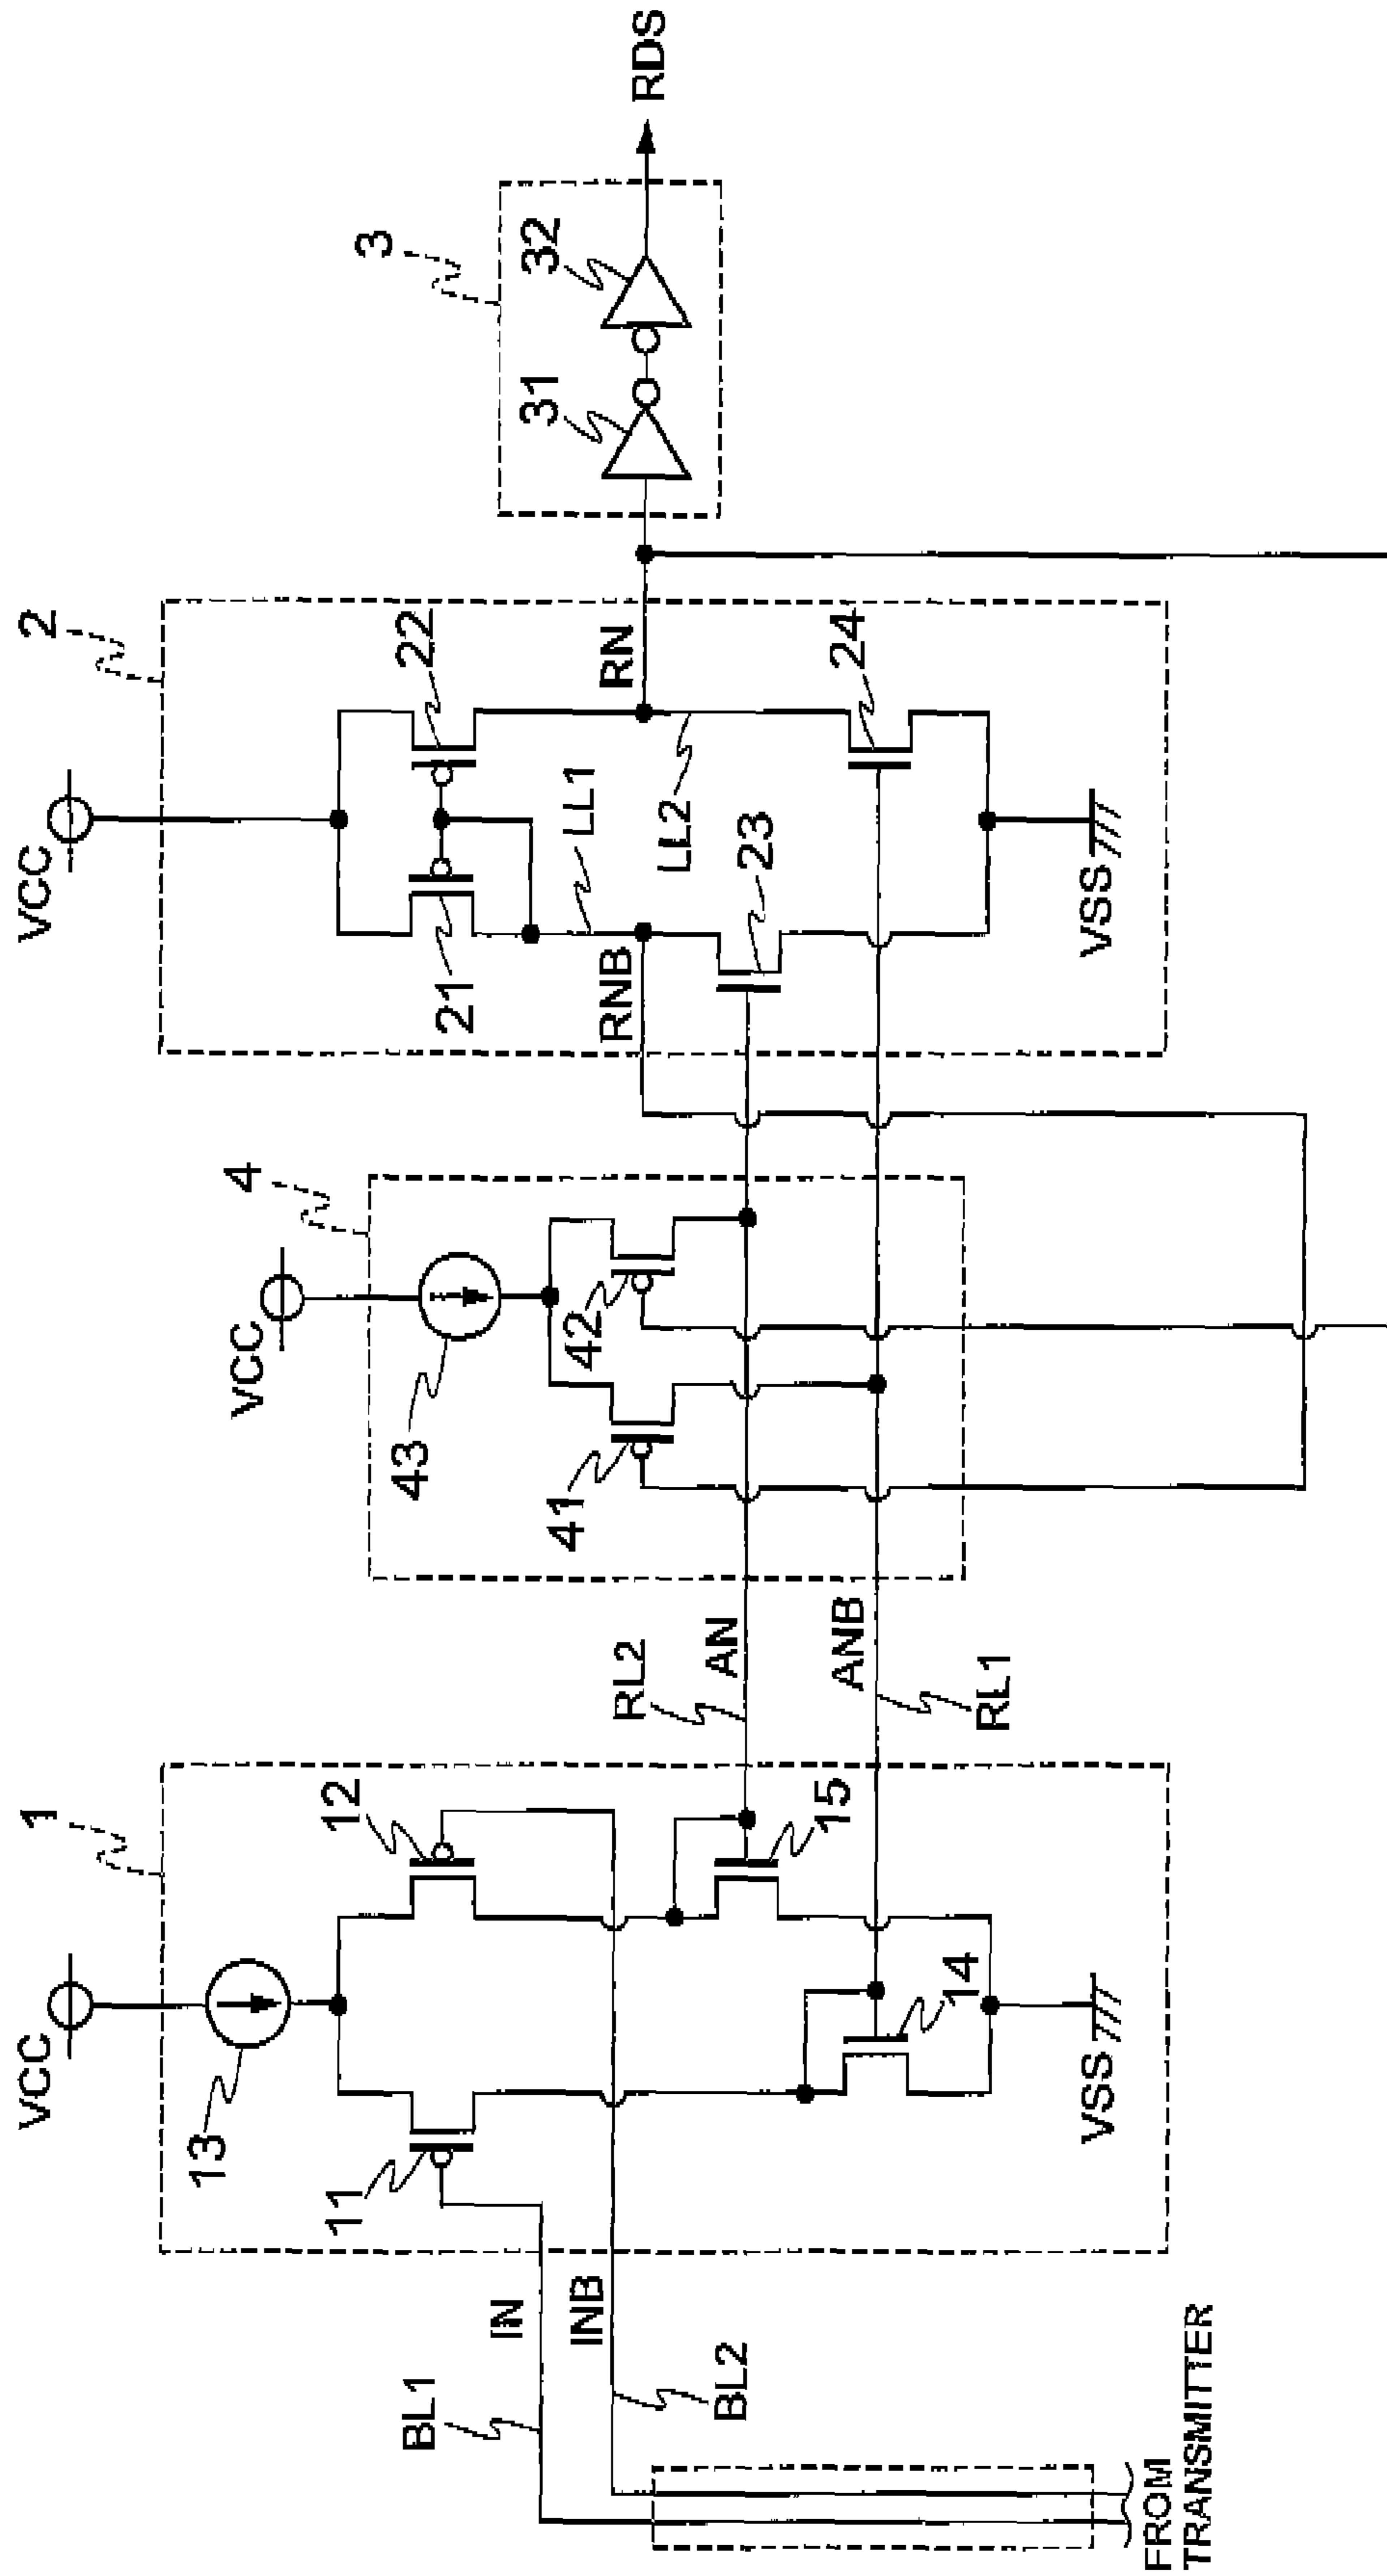 VCC
1
13
11
12
IN
INB
BL1
BL2
15
14
VSS
FROM
TRANSMITTER
RL2
AN
ANB
RL1
VCC
4
43
41
42
VCC
2
21
22
LL1
RNB
RN
LL2
23
24
VSS
3
31
32
RDS